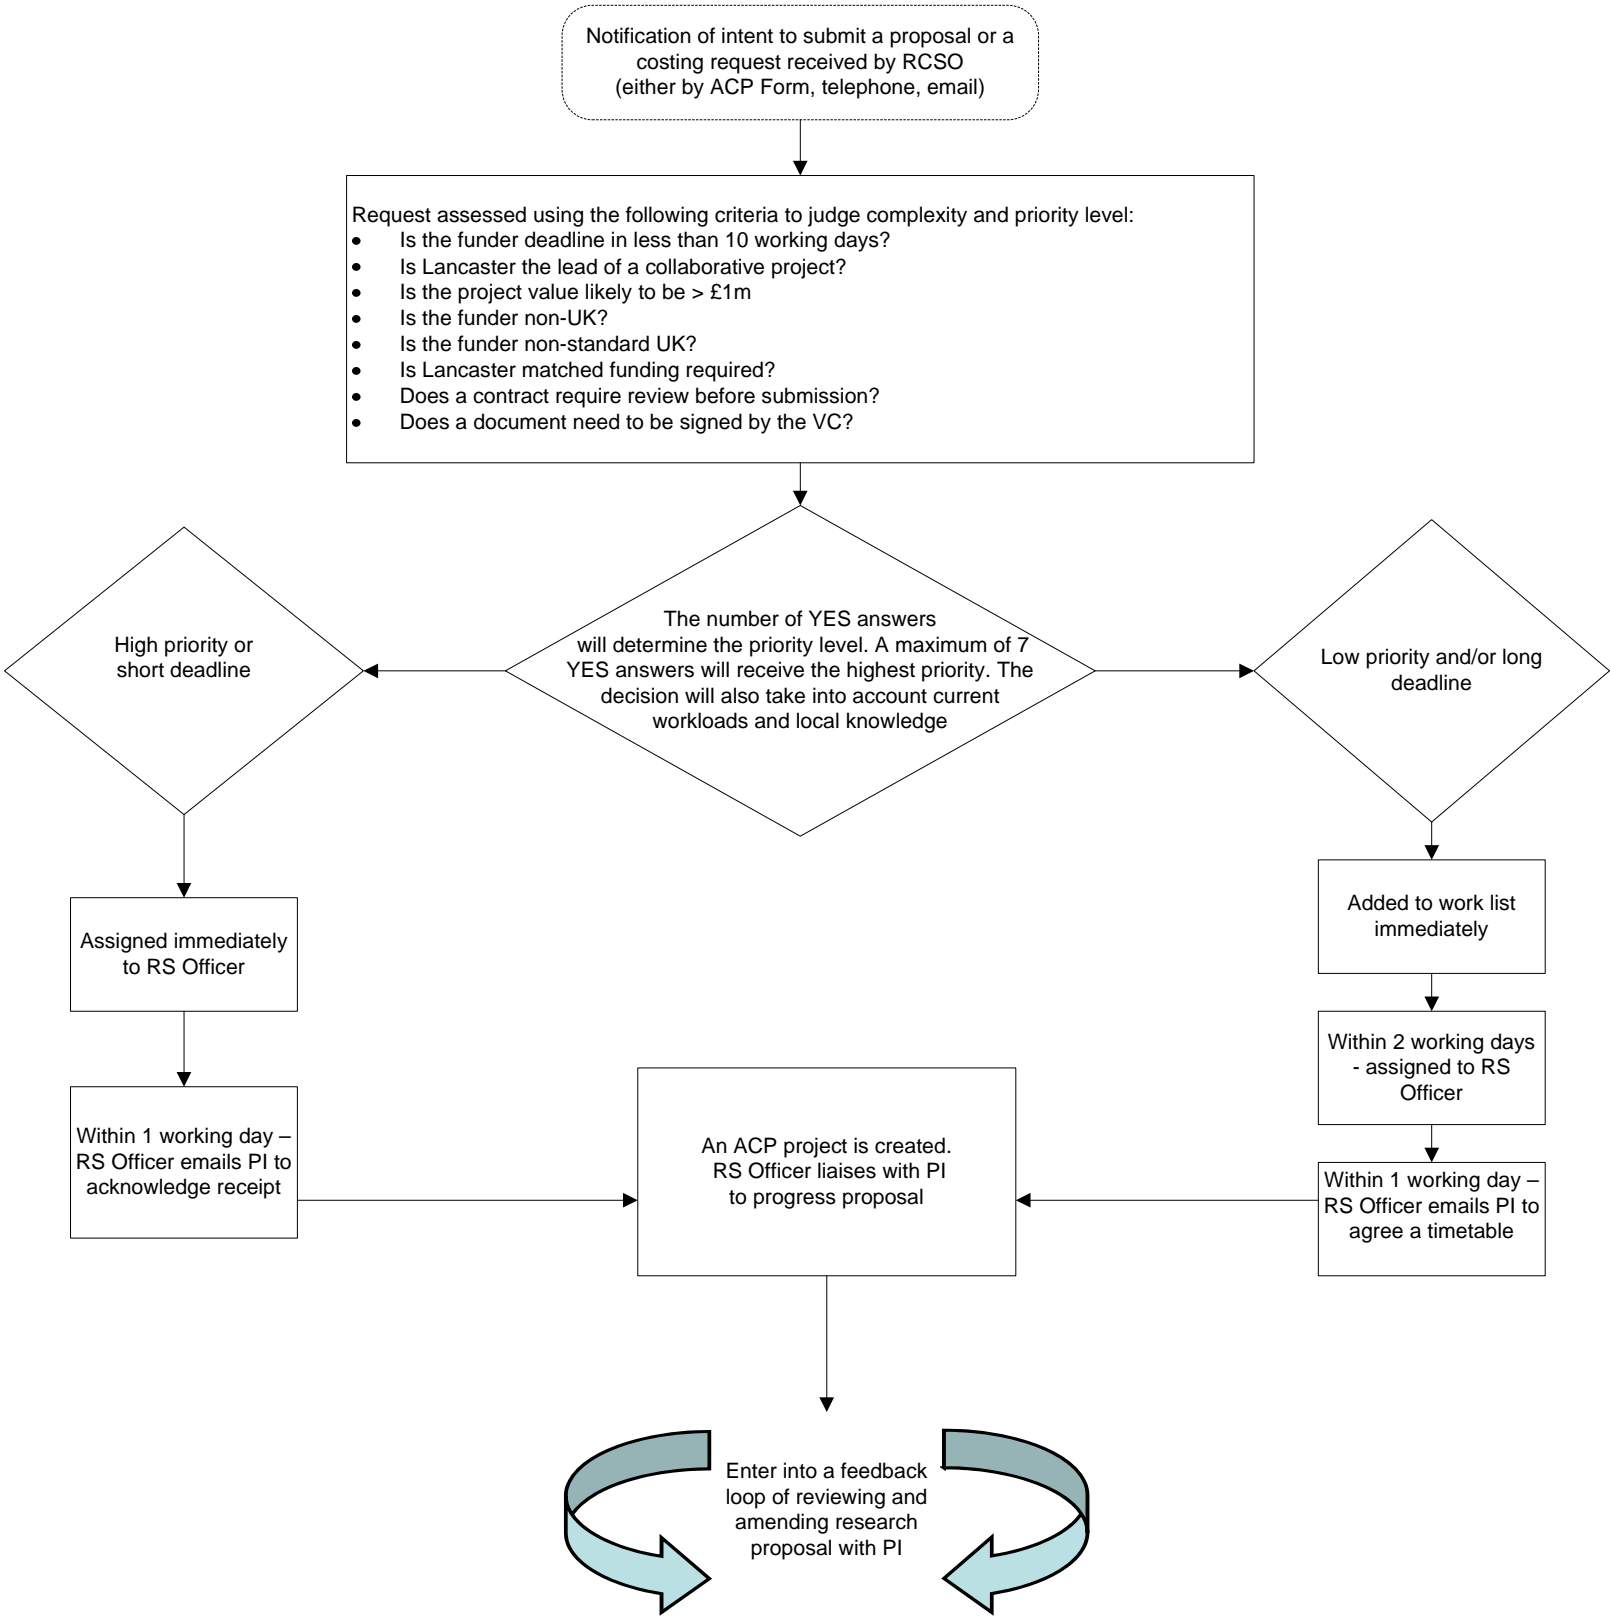 Notification of intent to submit a proposal or a
costing request received by RCSO
(either by ACP Form, telephone, email)
Request assessed using the following criteria to judge complexity and priority level:
• Is the funder deadline in less than 10 working days?
• Is Lancaster the lead of a collaborative project?
• Is the project value likely to be > £1m
• Is the funder non-UK?
• Is the funder non-standard UK?
• Is Lancaster matched funding required?
• Does a contract require review before submission?
• Does a document need to be signed by the VC?
High priority or
short deadline
The number of YES answers
will determine the priority level. A maximum of 7
YES answers will receive the highest priority. The
decision will also take into account current
workloads and local knowledge
Low priority and/or long
deadline
Assigned immediately
to RS Officer
Added to work list
immediately
Within 2 working days
- assigned to RS
Officer
Within 1 working day –
RS Officer emails PI to
acknowledge receipt
An ACP project is created.
RS Officer liaises with PI
to progress proposal
Within 1 working day –
RS Officer emails PI to
agree a timetable
Enter into a feedback
loop of reviewing and
amending research
proposal with PI